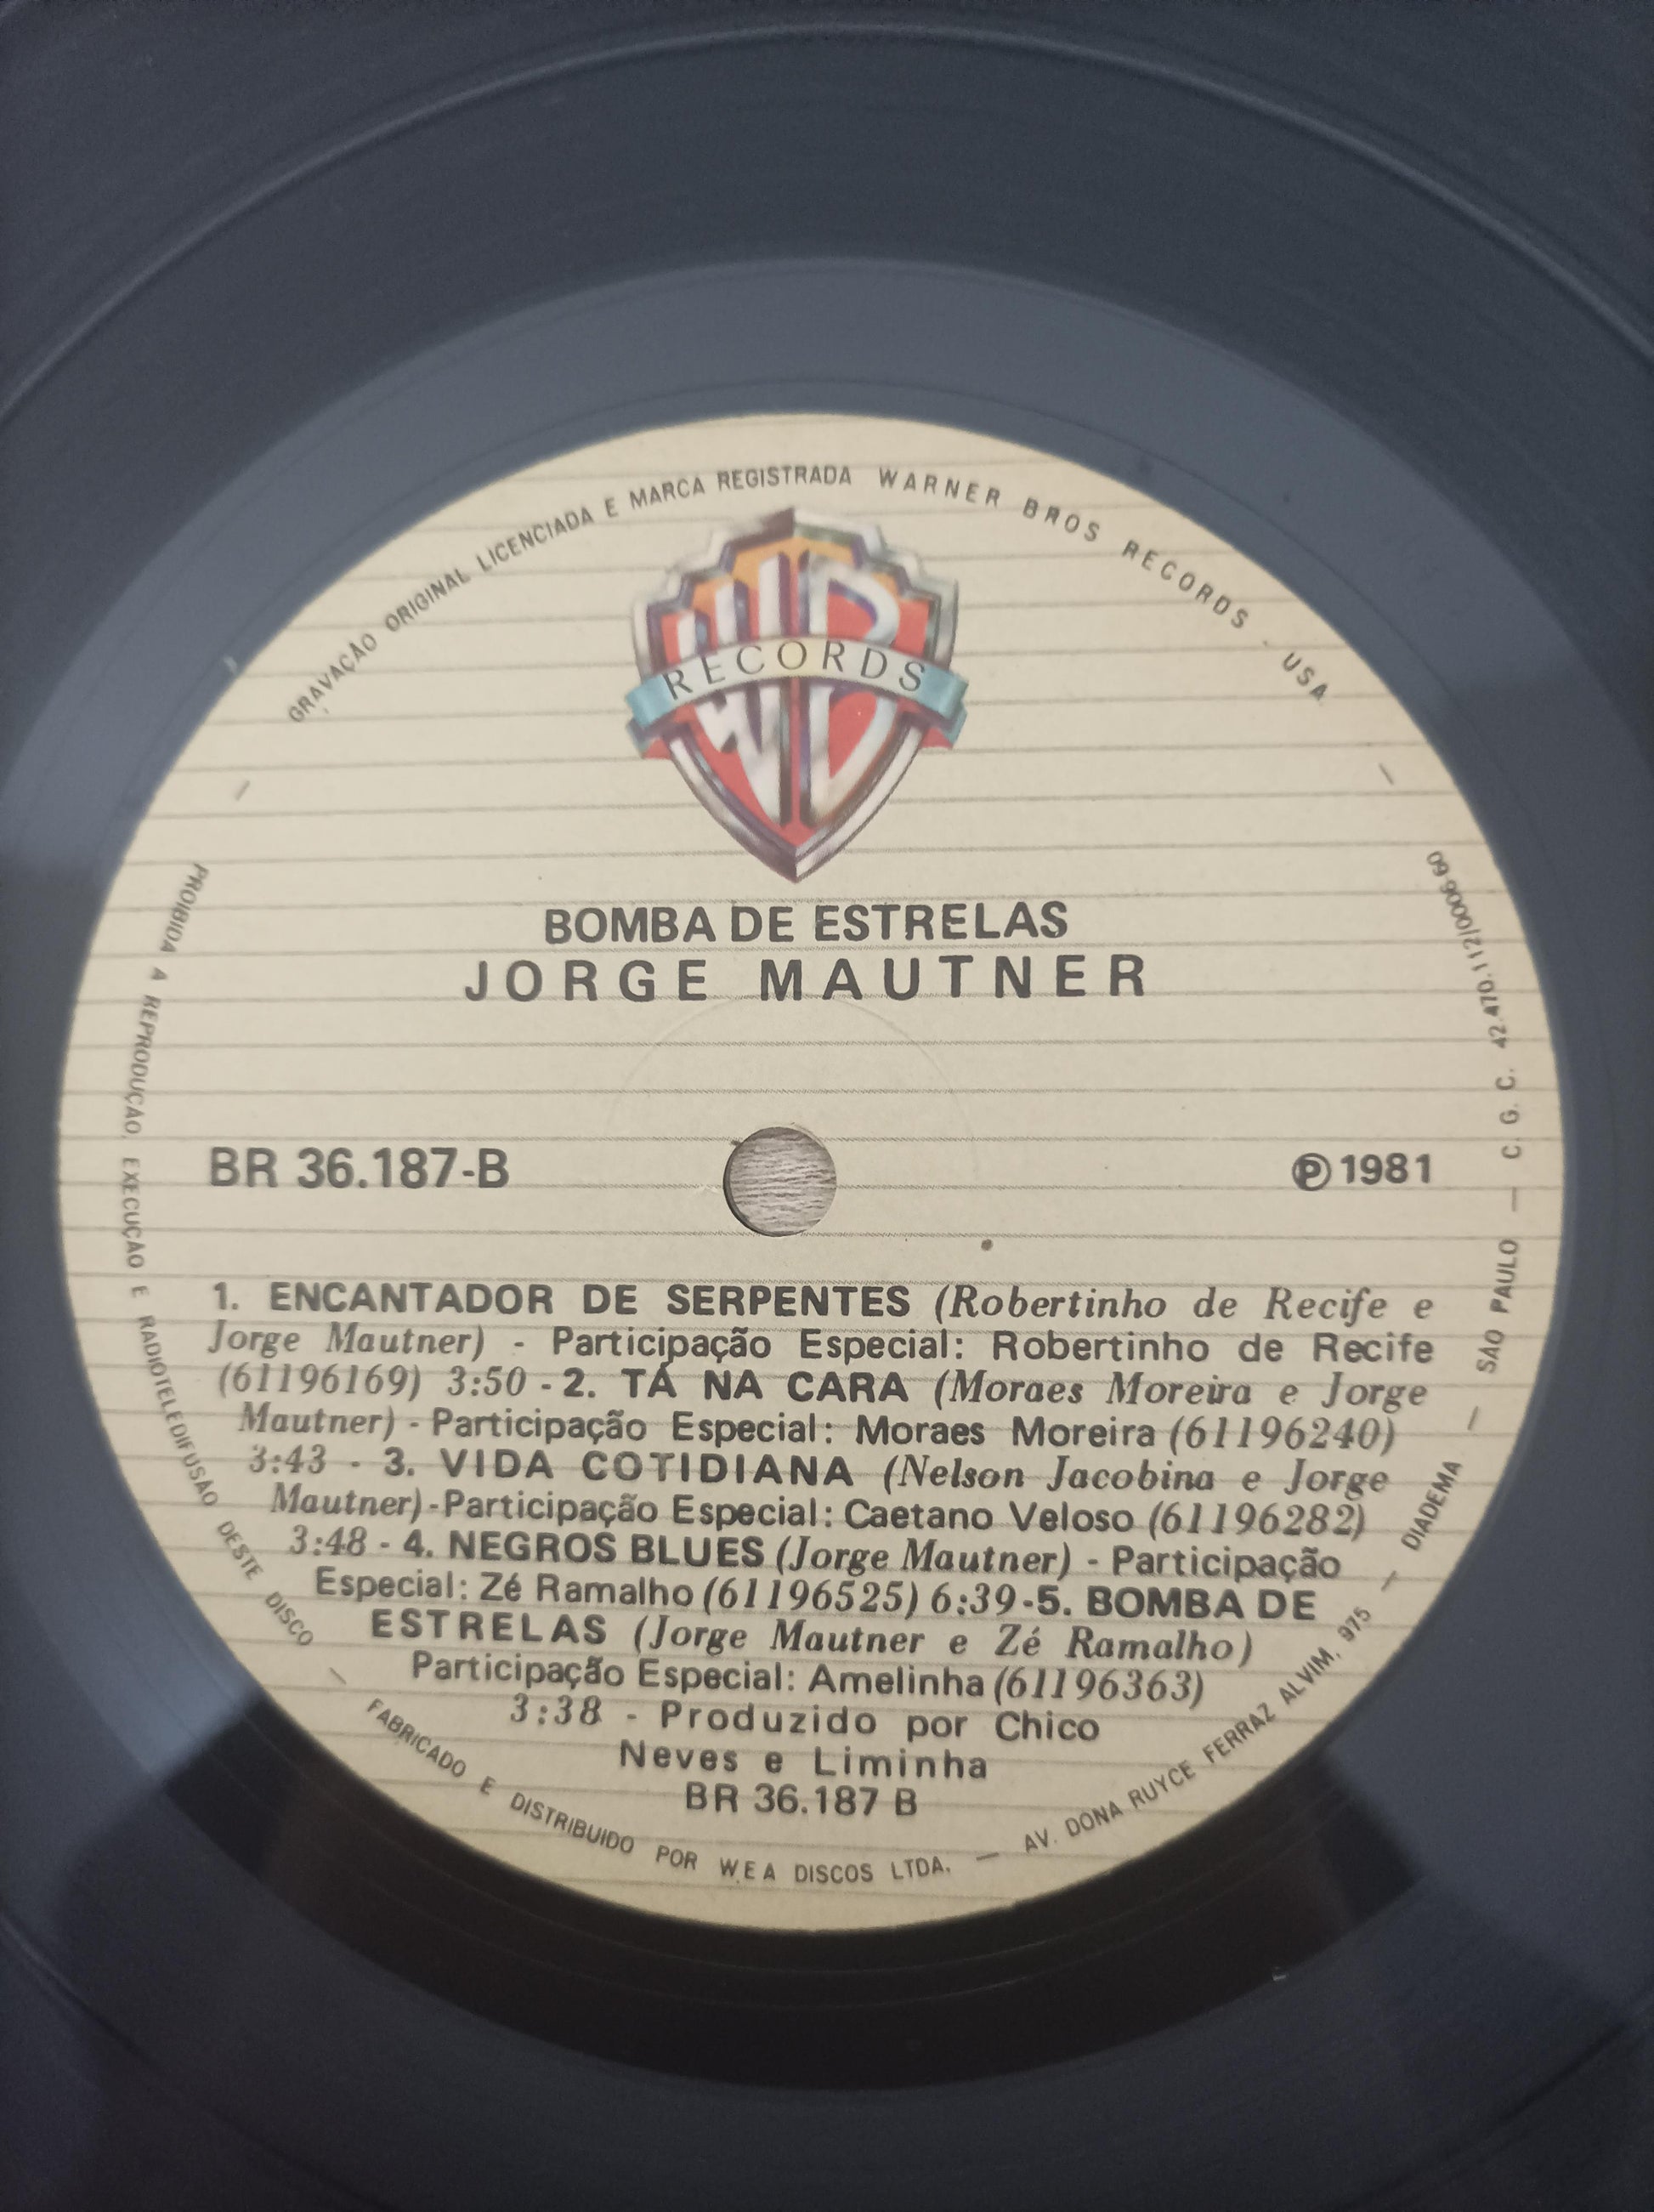 GRAVAÇÃO ORIGINAL LICENCIADA E MARCA REGISTRADA WARNER BROS RECORDS - USA
WB
RECORDS
BOMBA DE ESTRELAS
JORGE MAUTNER
BR 36.187-B
Ⓟ 1981
1. ENCANTADOR DE SERPENTES (Robertinho de Recife e
Jorge Mautner) - Participação Especial: Robertinho de Recife
(61196169) 3:50 - 2. TÁ NA CARA (Moraes Moreira e Jorge
Mautner) - Participação Especial: Moraes Moreira (61196240)
3:43 - 3. VIDA COTIDIANA (Nelson Jacobina e Jorge
Mautner) - Participação Especial: Caetano Veloso (61196282)
3:48 - 4. NEGROS BLUES (Jorge Mautner) - Participação
Especial: Zé Ramalho (61196525) 6:39 - 5. BOMBA DE
ESTRELAS (Jorge Mautner e Zé Ramalho)
Participação Especial: Amelinha (61196363)
3:38 - Produzido por Chico
Neves e Liminha
BR 36.187 B
PROIBIDA A REPRODUÇÃO, EXECUÇÃO E RADIOTELEDIFUSÃO DESTE DISCO — FABRICADO E DISTRIBUIDO POR WEA DISCOS LTDA. — AV. DONA RUYCE FERRAZ ALVIM, 975 — DIADEMA — SÃO PAULO — C. G. C. 42.470.112/0006-60